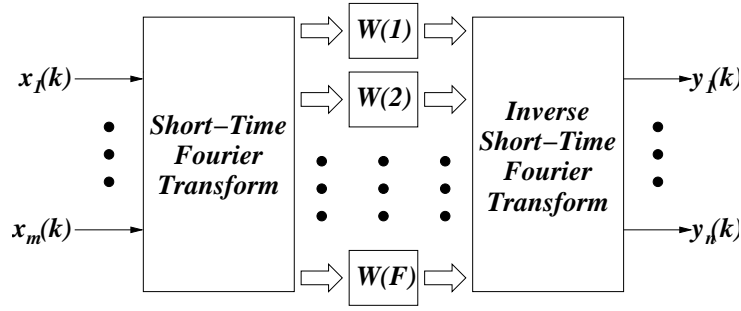 x1(k)
xm(k)
Short-Time
Fourier
Transform
W(1)
W(2)
W(F)
Inverse
Short-Time
Fourier
Transform
y1(k)
yn(k)